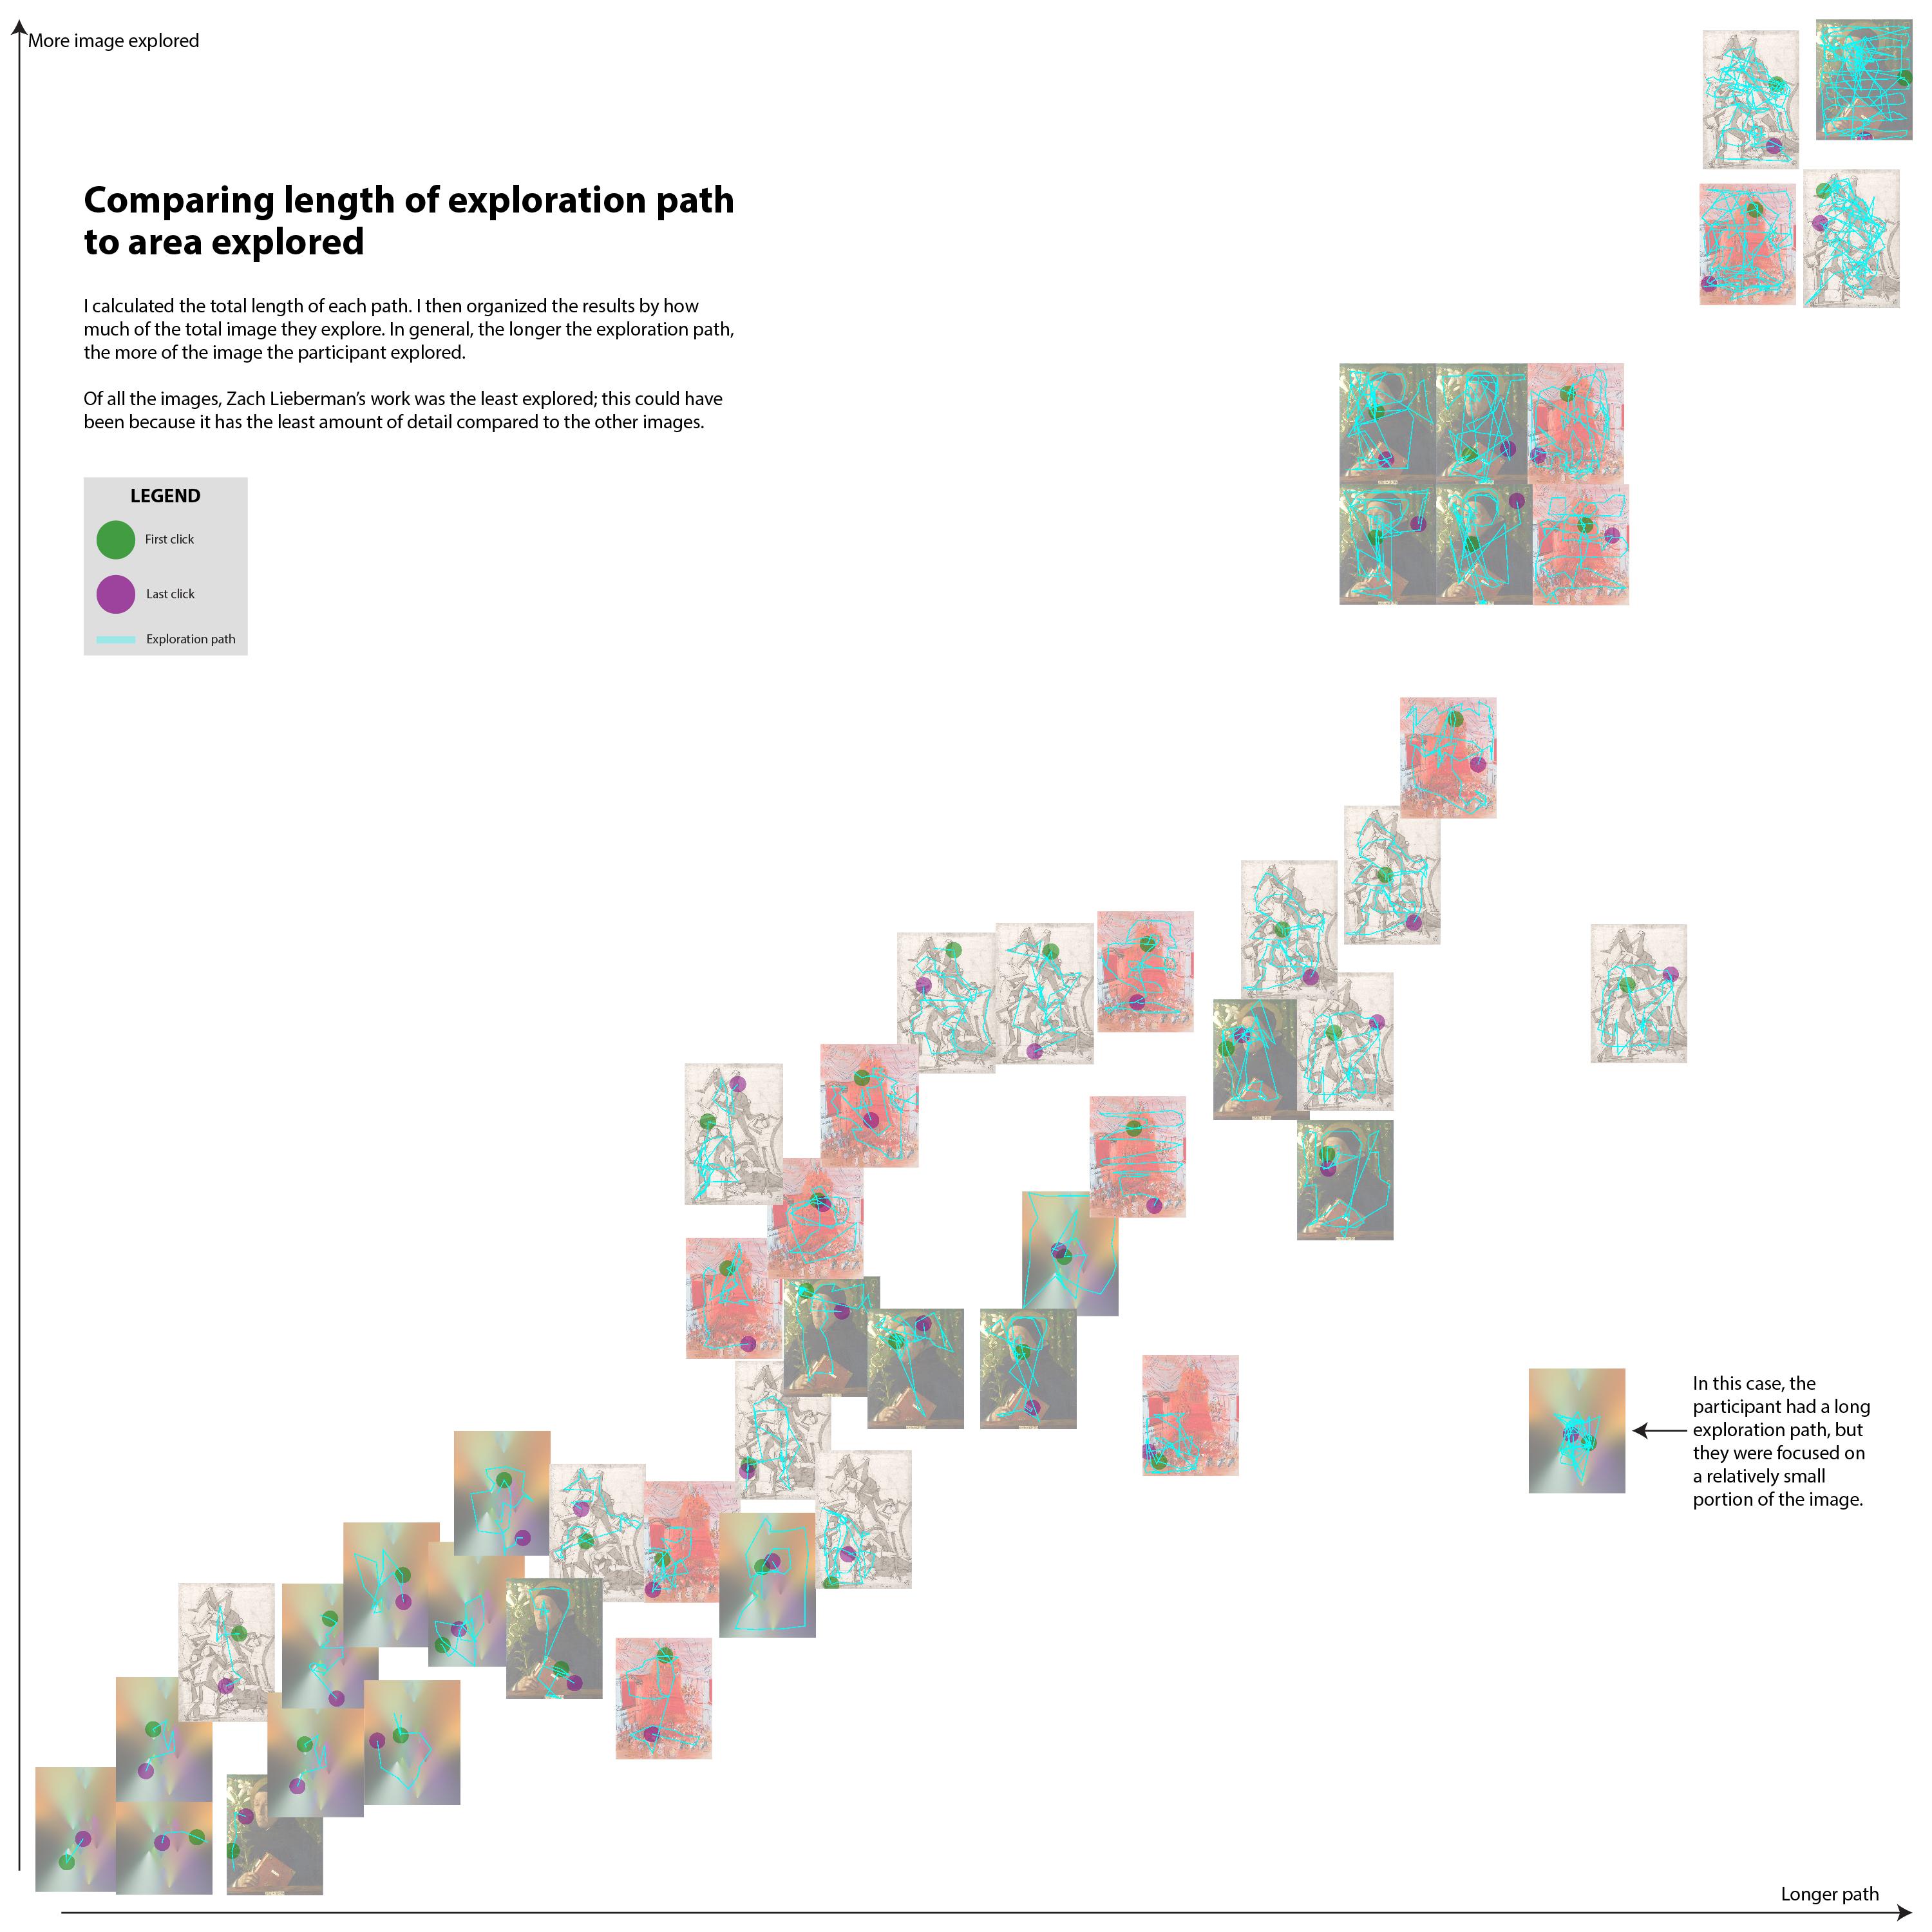 More image explored
Comparing length of exploration path
to area explored
I calculated the total length of each path. I then organized the results by how
much of the total image they explore. In general, the longer the exploration path,
the more of the image the participant explored.
Of all the images, Zach Lieberman’s work was the least explored; this could have
been because it has the least amount of detail compared to the other images.
LEGEND
First click
Last click
Exploration path
In this case, the
participant had a long
exploration path, but
they were focused on
a relatively small
portion of the image.
Longer path